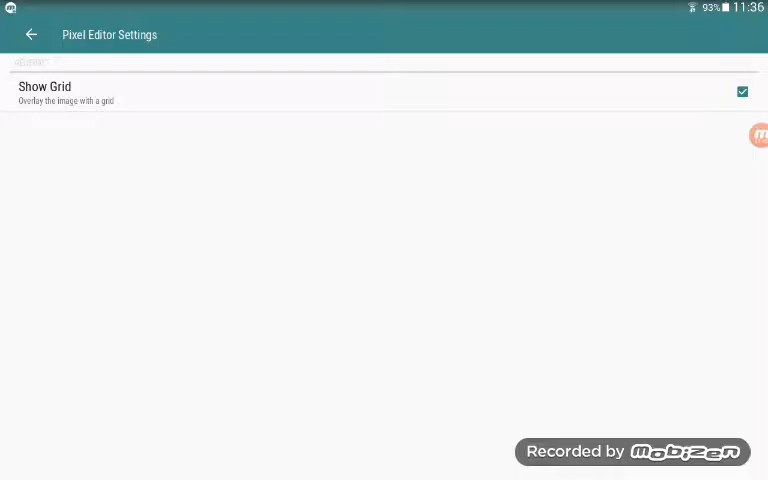 93% 11:36
Pixel Editor Settings
Show Grid
Overlay the image with a grid
Recorded by mobizen